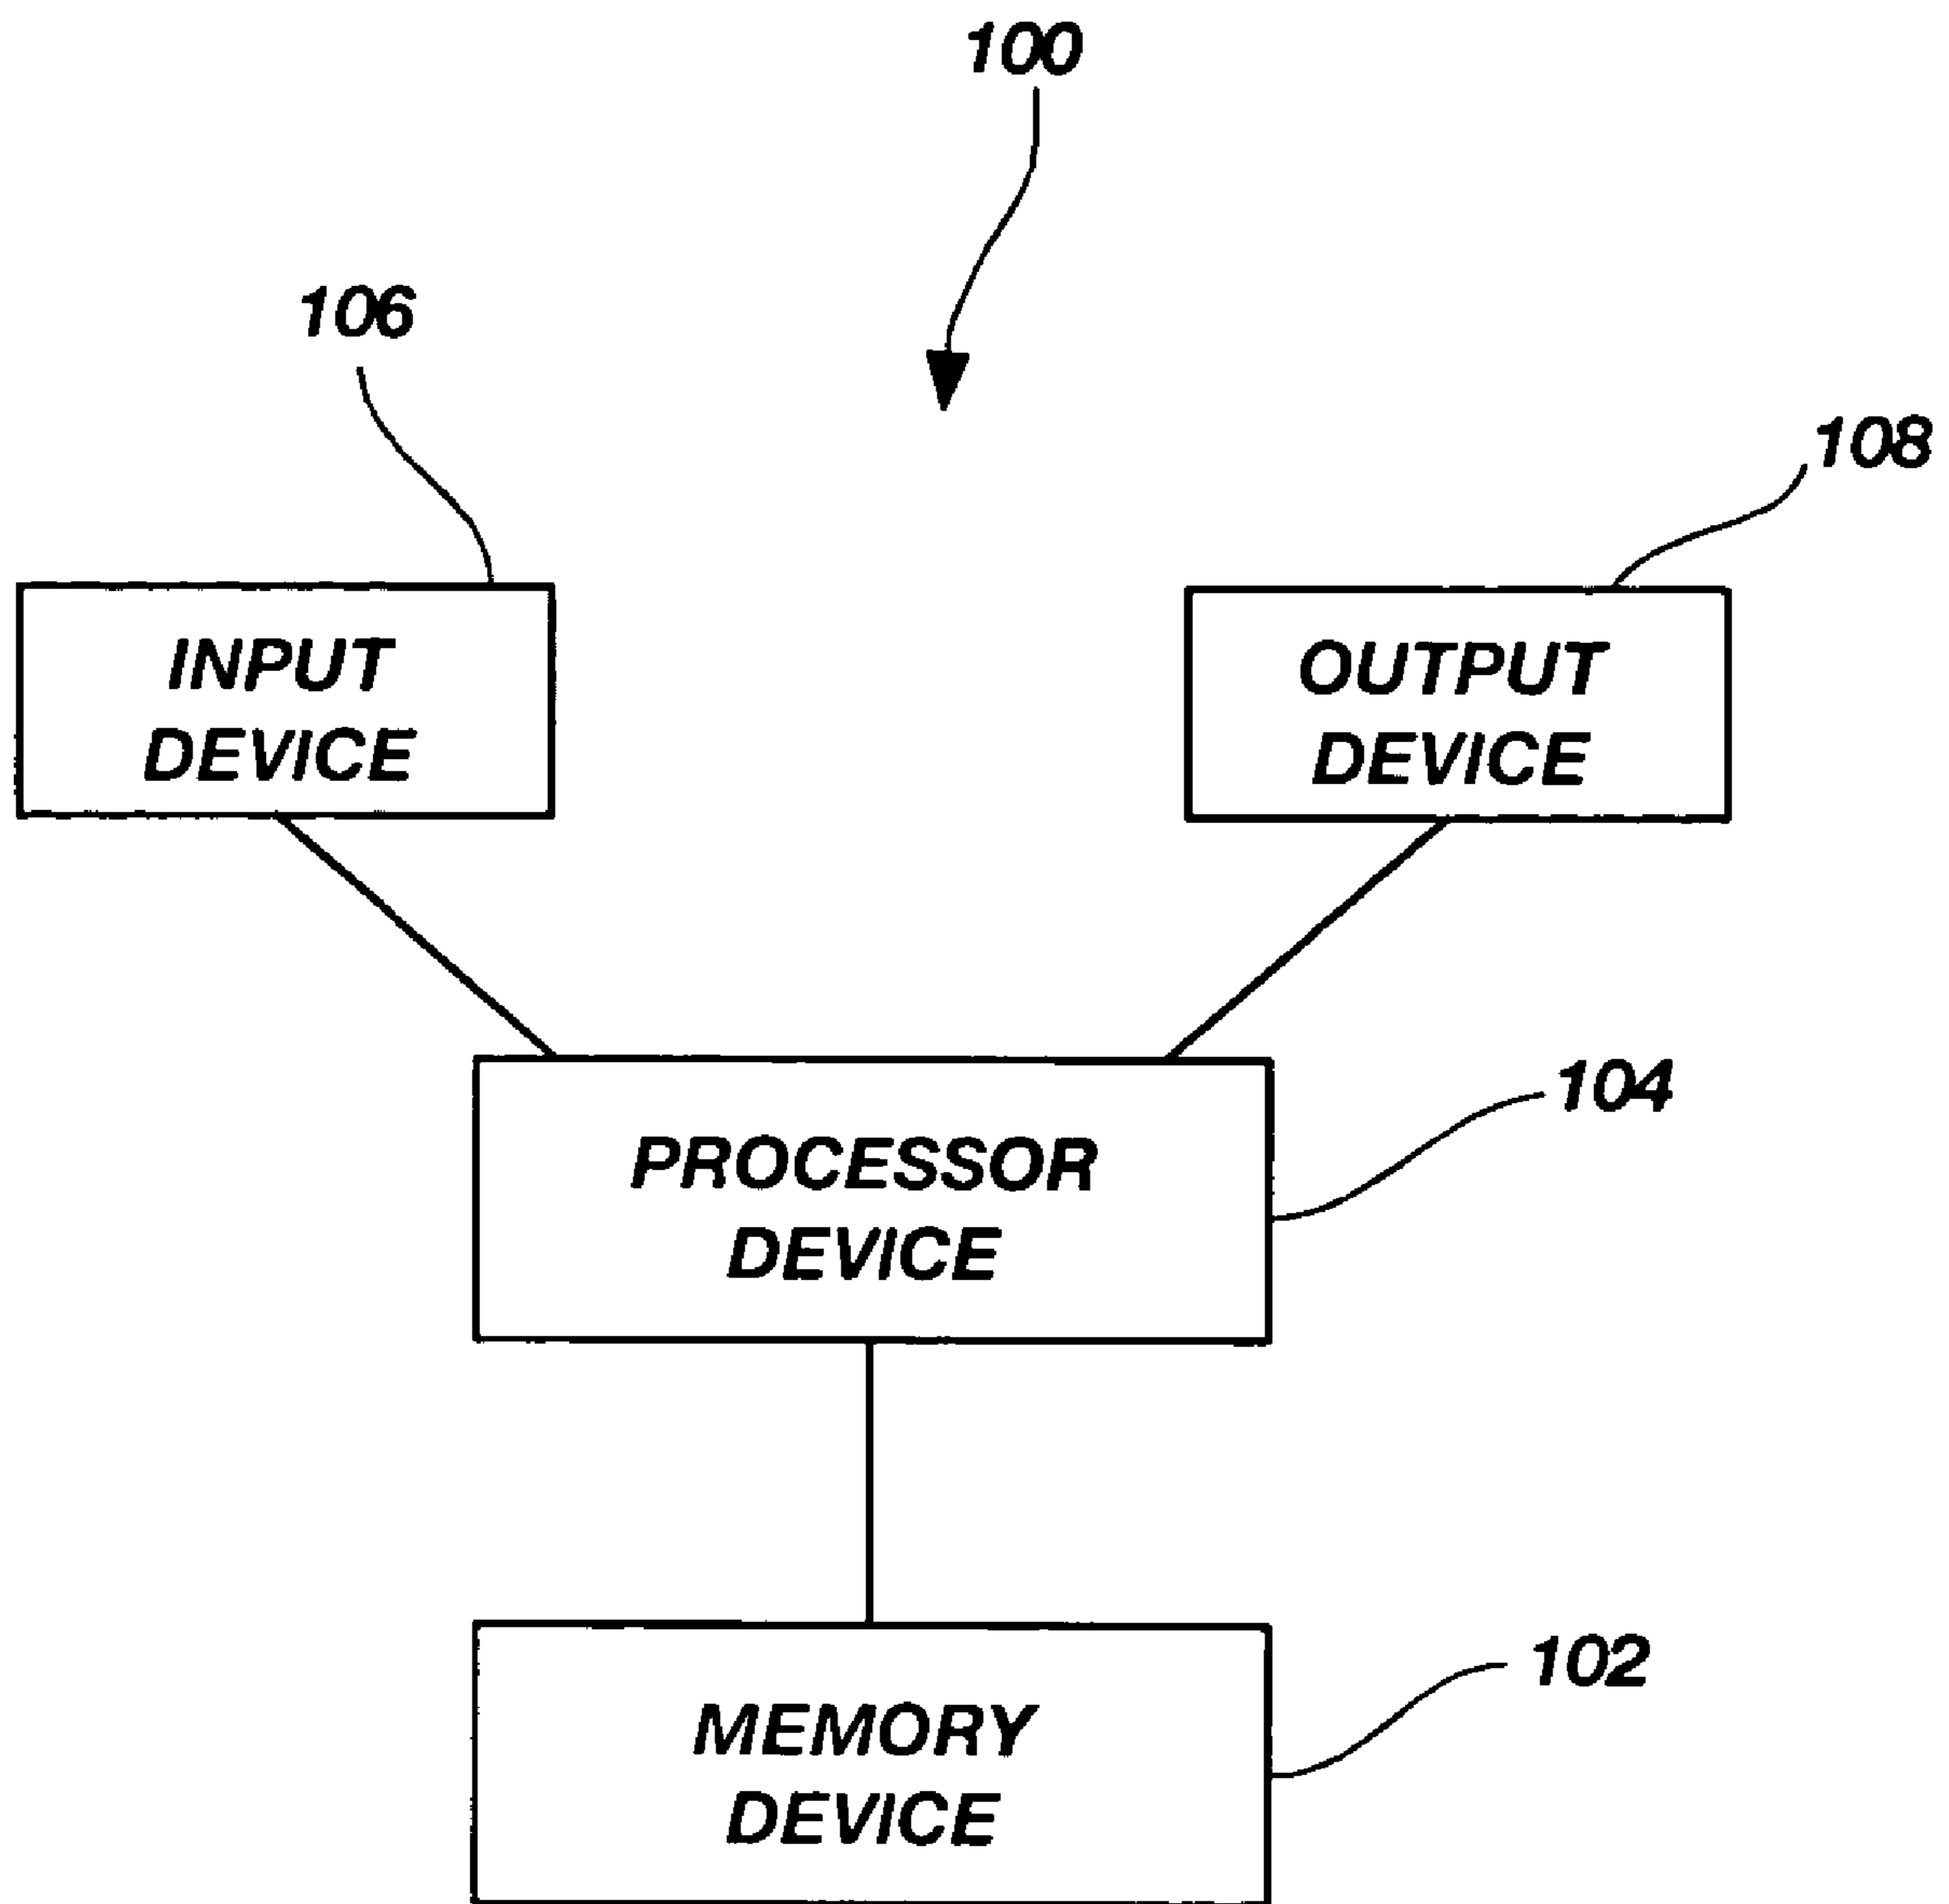 100
106
108
INPUT
DEVICE
OUTPUT
DEVICE
104
PROCESSOR
DEVICE
102
MEMORY
DEVICE